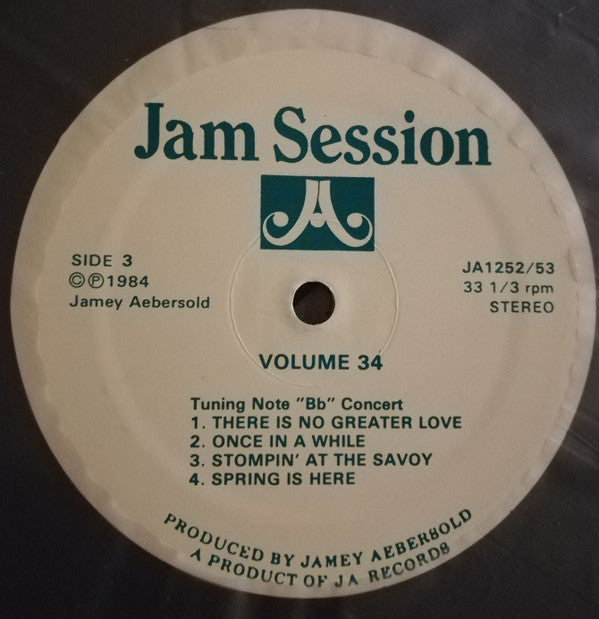 Jam Session
JA
SIDE 3
©℗1984
Jamey Aebersold
JA1252/53
33 1/3 rpm
STEREO
VOLUME 34
Tuning Note "Bb" Concert
1. THERE IS NO GREATER LOVE
2. ONCE IN A WHILE
3. STOMPIN' AT THE SAVOY
4. SPRING IS HERE
PRODUCED BY JAMEY AEBERSOLD
A PRODUCT OF JA RECORDS